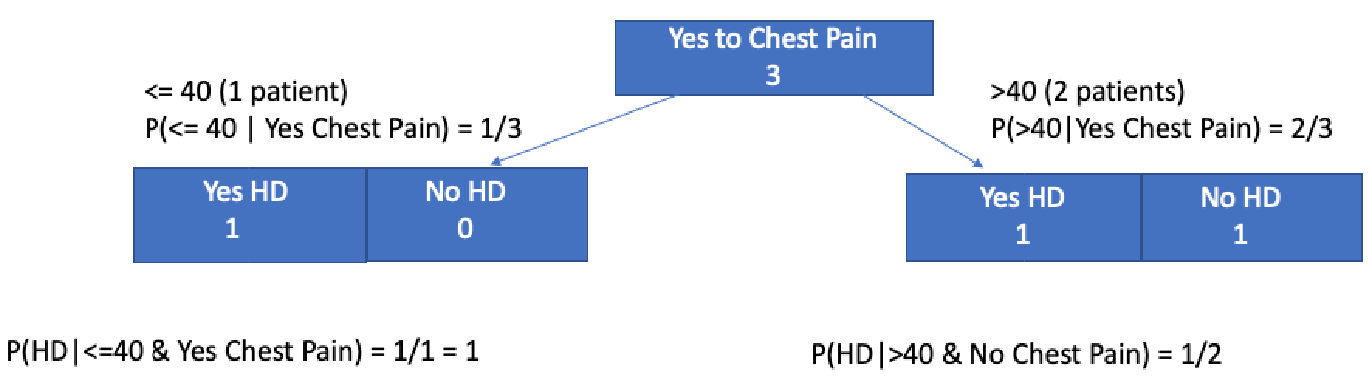 Yes to Chest Pain
3
<= 40 (1 patient)
P(<= 40 | Yes Chest Pain) = 1/3
>40 (2 patients)
P(>40|Yes Chest Pain) = 2/3
Yes HD
1
No HD
0
Yes HD
1
No HD
1
P(HD|<=40 & Yes Chest Pain) = 1/1 = 1
P(HD|>40 & No Chest Pain) = 1/2